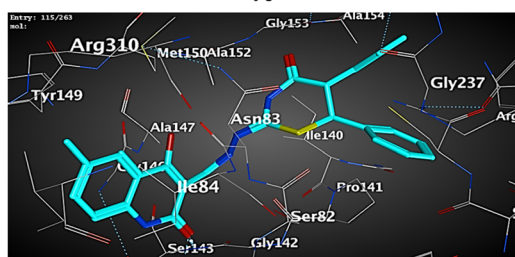 Entry: 115/263
mol:
Gly153
Ala154
Arg310
Met150
Ala152
Gly237
Tyr149
Asn83
Ala147
Ile140
Ile84
Pro141
Ser82
Ser143
Gly142